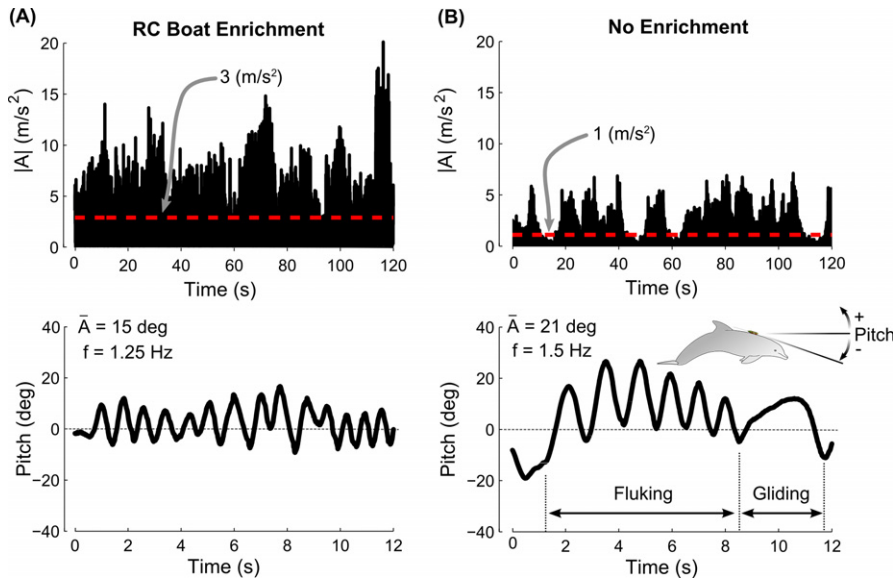 (A)
RC Boat Enrichment
20
15
10
5
0
|A| (m/s²)
3 (m/s²)
0 20 40 60 80 100 120
Time (s)
(B)
No Enrichment
20
15
10
5
0
|A| (m/s²)
1 (m/s²)
0 20 40 60 80 100 120
Time (s)
40
20
0
−20
−40
Pitch (deg)
A̅ = 15 deg
f = 1.25 Hz
0 2 4 6 8 10 12
Time (s)
40
20
0
−20
−40
Pitch (deg)
A̅ = 21 deg
f = 1.5 Hz
+
Pitch
-
Fluking
Gliding
0 2 4 6 8 10 12
Time (s)